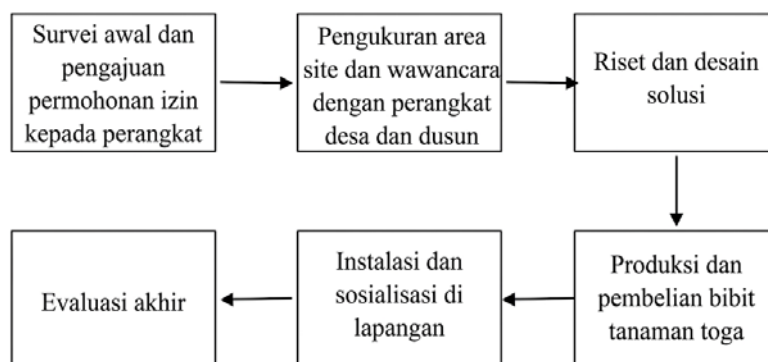 Survei awal dan
pengajuan
permohonan izin
kepada perangkat
Pengukuran area
site dan wawancara
dengan perangkat
desa dan dusun
Riset dan desain
solusi
Produksi dan
pembelian bibit
tanaman toga
Instalasi dan
sosialisasi di
lapangan
Evaluasi akhir